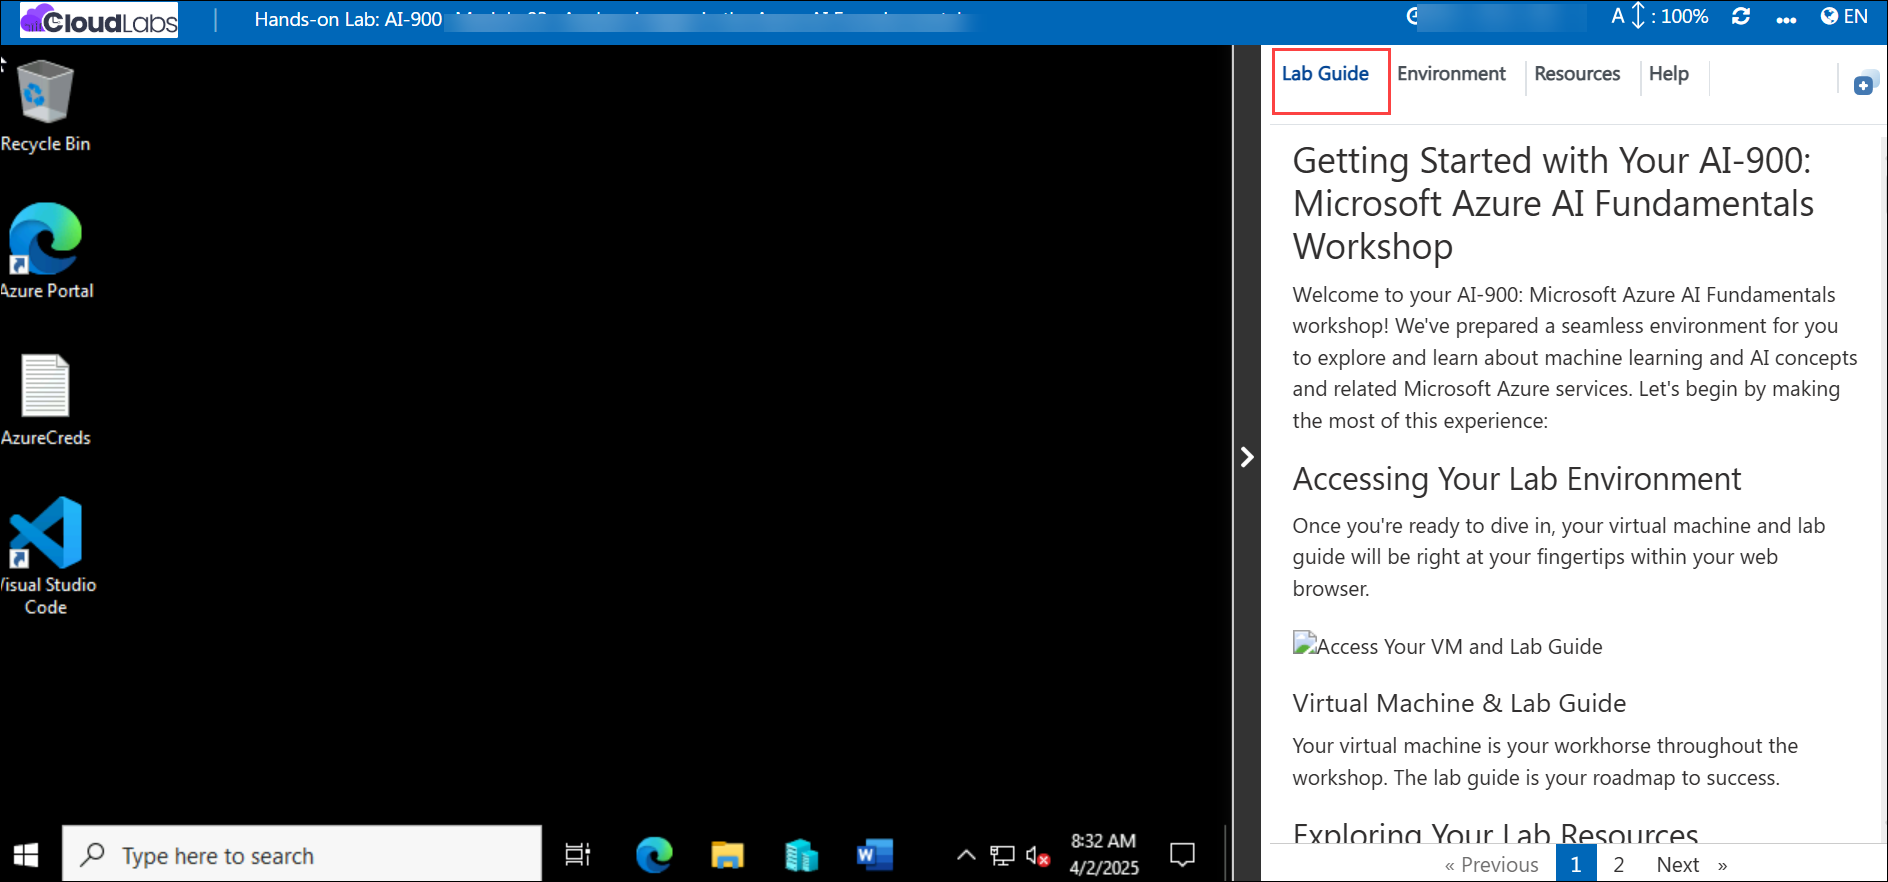 CloudLabs
Hands-on Lab: AI-900
A : 100%
EN
Recycle Bin
Azure Portal
AzureCreds
Visual Studio
Code
Type here to search
8:32 AM
4/2/2025
Lab Guide
Environment
Resources
Help
Getting Started with Your AI-900:
Microsoft Azure AI Fundamentals
Workshop
Welcome to your AI-900: Microsoft Azure AI Fundamentals
workshop! We've prepared a seamless environment for you
to explore and learn about machine learning and AI concepts
and related Microsoft Azure services. Let's begin by making
the most of this experience:
Accessing Your Lab Environment
Once you're ready to dive in, your virtual machine and lab
guide will be right at your fingertips within your web
browser.
Access Your VM and Lab Guide
Virtual Machine & Lab Guide
Your virtual machine is your workhorse throughout the
workshop. The lab guide is your roadmap to success.
Exploring Your Lab Resources
« Previous 1 2 Next »